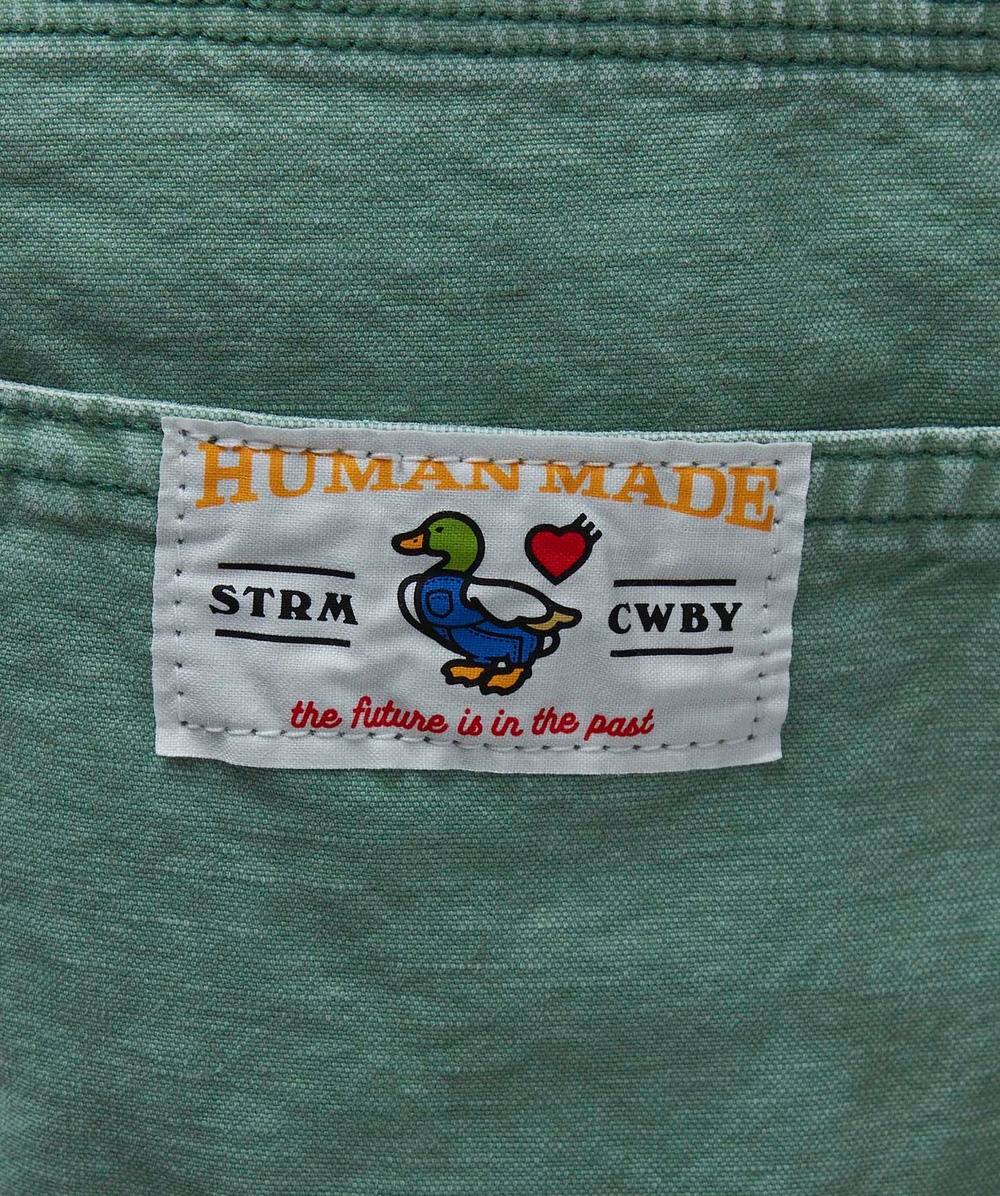 HUMAN MADE
STRM
CWBY
the future is in the past